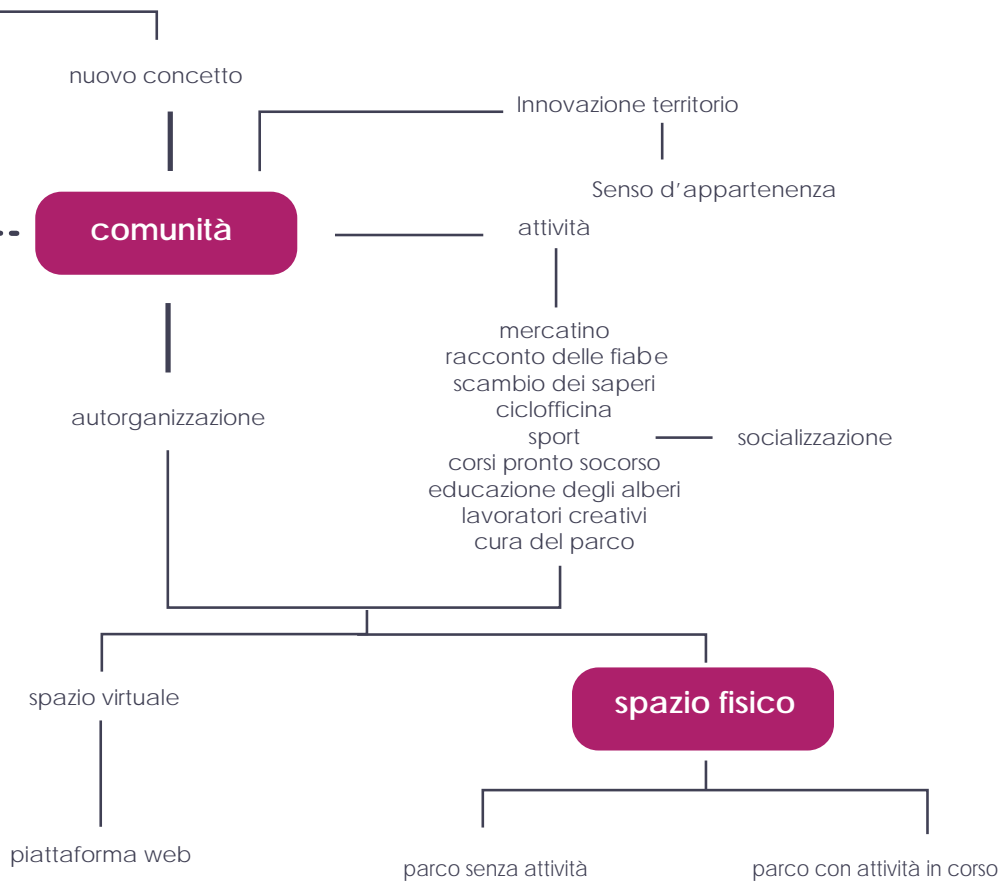 nuovo concetto
Innovazione territorio
Senso d'appartenenza
comunità
attività
mercatino
racconto delle fiabe
scambio dei saperi
ciclofficina
sport
socializzazione
corsi pronto socorso
educazione degli alberi
lavoratori creativi
cura del parco
autorganizzazione
spazio virtuale
spazio fisico
piattaforma web
parco senza attività
parco con attività in corso